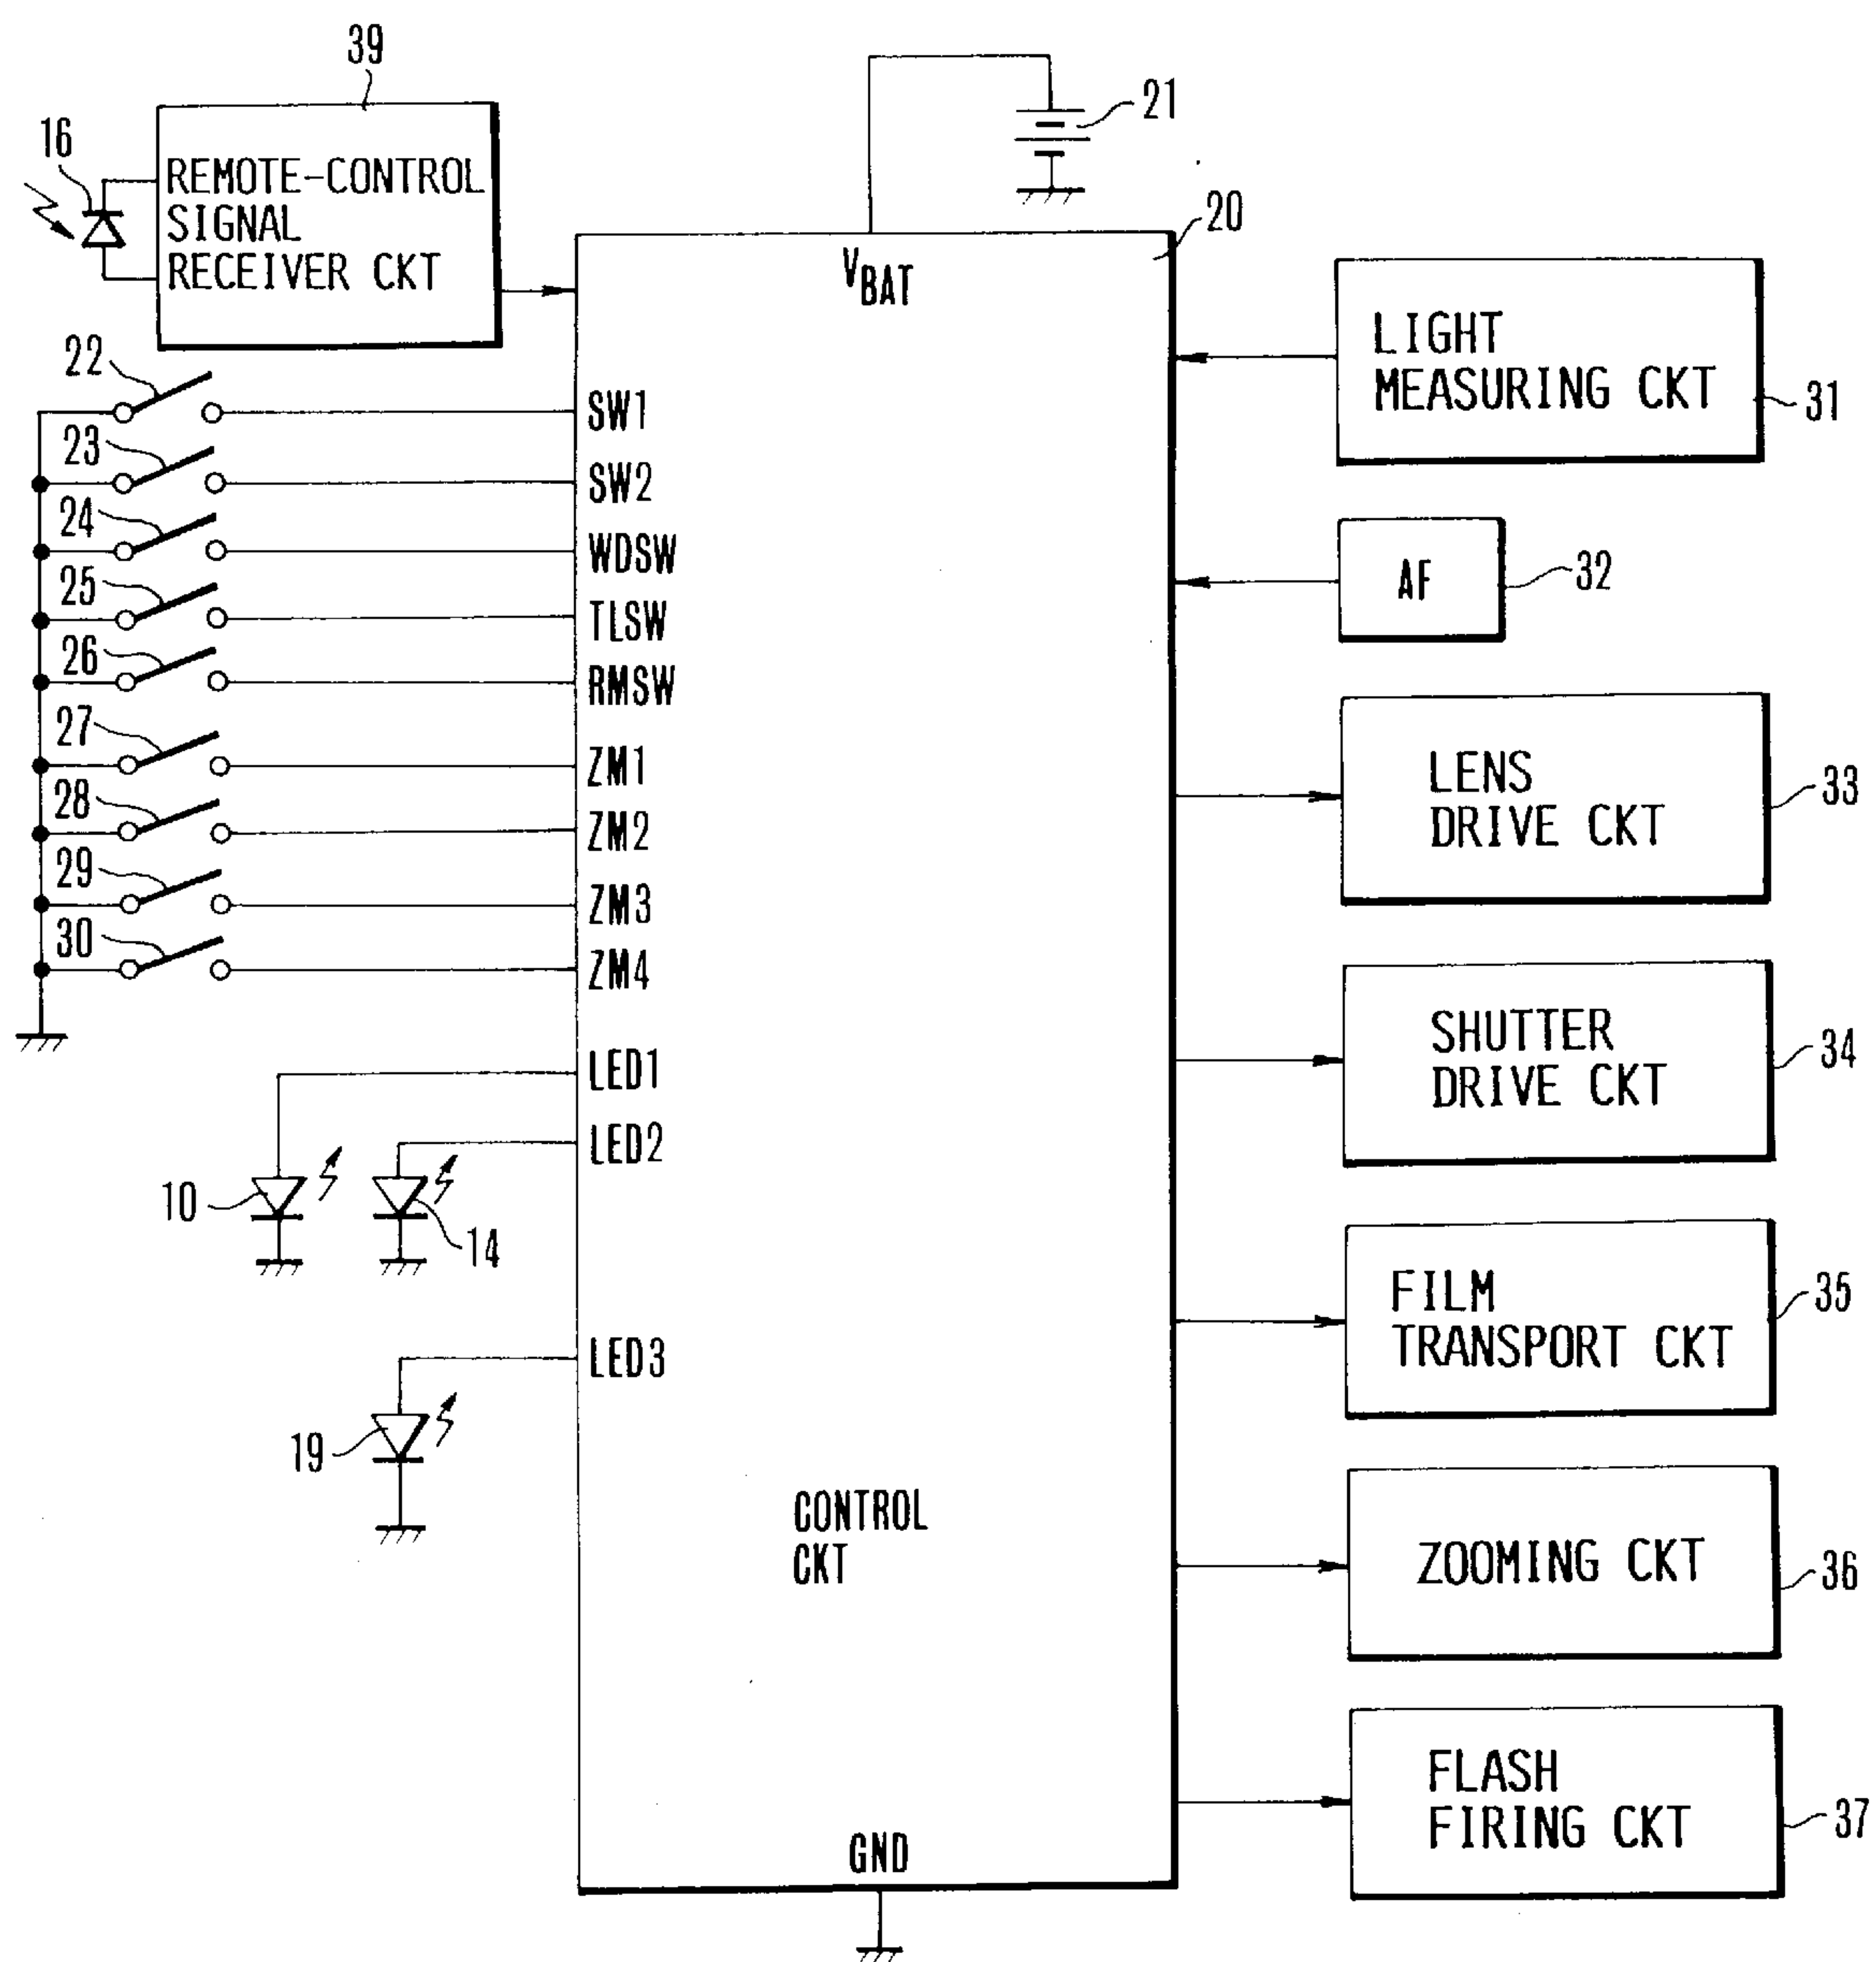 39
16
REMOTE-CONTROL
SIGNAL
RECEIVER CKT
21
20
VBAT
LIGHT
MEASURING CKT
31
22
SW1
23
SW2
24
WDSW
25
TLSW
26
RMSW
27
ZM1
28
ZM2
29
ZM3
30
ZM4
AF
32
LENS
DRIVE CKT
33
SHUTTER
DRIVE CKT
34
LED1
LED2
10
14
FILM
TRANSPORT CKT
35
LED3
19
CONTROL
CKT
ZOOMING CKT
36
FLASH
FIRING CKT
37
GND